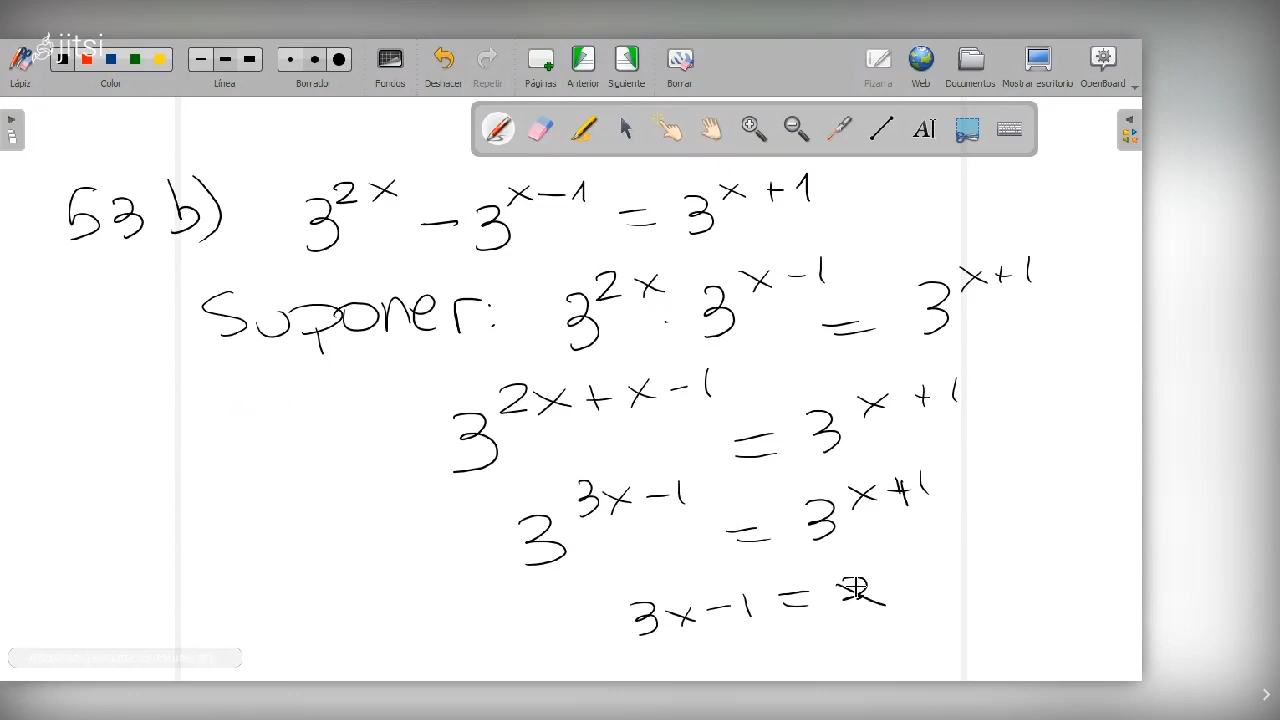 jitsi
Lápiz Color Línea Borrador Fondos Deshacer Repetir Páginas Anterior Siguiente Borrar Pizarra Web Documentos Mostrar escritorio OpenBoard
53 b) 3^{2x} - 3^{x-1} = 3^{x+1}
Suponer: 3^{2x} · 3^{x-1} = 3^{x+1}
3^{2x+x-1} = 3^{x+1}
3^{3x-1} = 3^{x+1}
3x-1 =